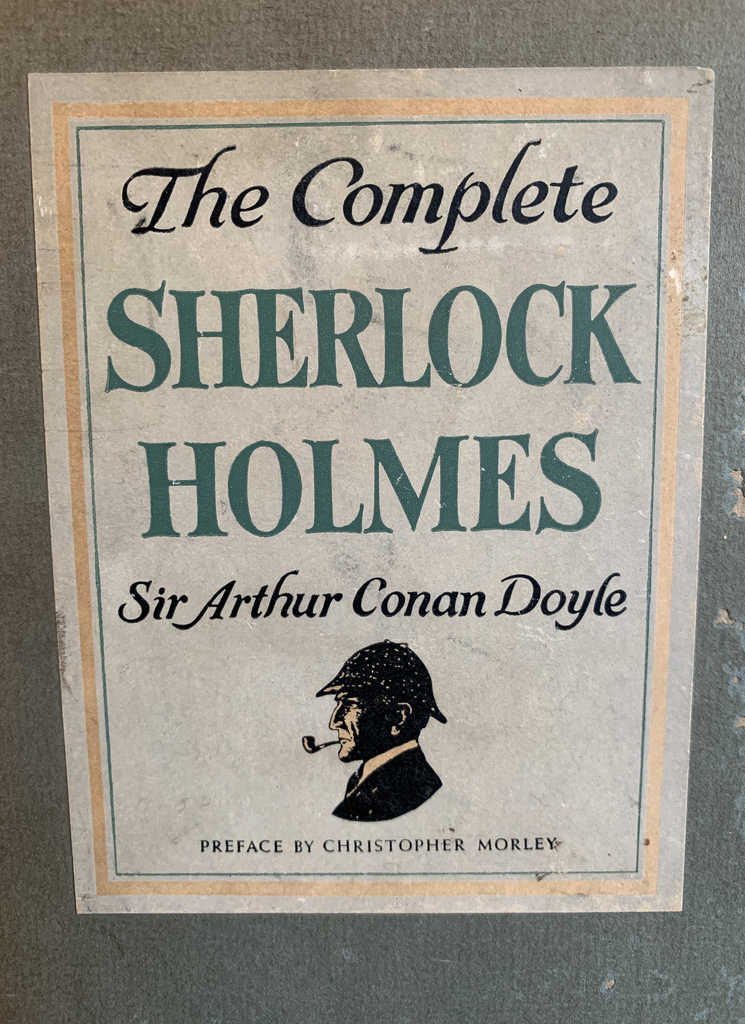 The Complete
SHERLOCK
HOLMES
Sir Arthur Conan Doyle
PREFACE BY CHRISTOPHER MORLEY